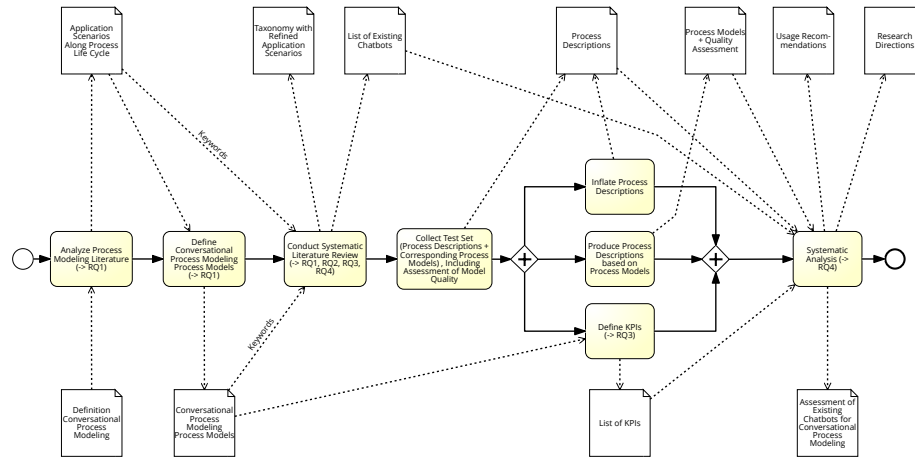 Application
Scenarios
Along Process
Life Cycle
Taxonomy with
Refined
Application
Scenarios
List of Existing
Chatbots
Process
Descriptions
Process Models
+ Quality
Assessment
Usage Recom-
mendations
Research
Directions
Keywords
Inflate Process
Descriptions
Analyze Process
Modeling Literature
(-> RQ1)
Define
Conversational
Process Modeling
Process Models
(-> RQ1)
Conduct Systematic
Literature Review
(-> RQ1, RQ2, RQ3,
RQ4)
Collect Test Set
(Process Descriptions +
Corresponding Process
Models) , Including
Assessment of Model
Quality
Produce Process
Descriptions
based on
Process Models
Systematic
Analysis (->
RQ4)
Keywords
Define KPIs
(-> RQ3)
Definition
Conversational
Process
Modeling
Conversational
Process
Modeling
Process Models
List of KPIs
Assessment of
Existing
Chatbots for
Conversational
Process
Modeling